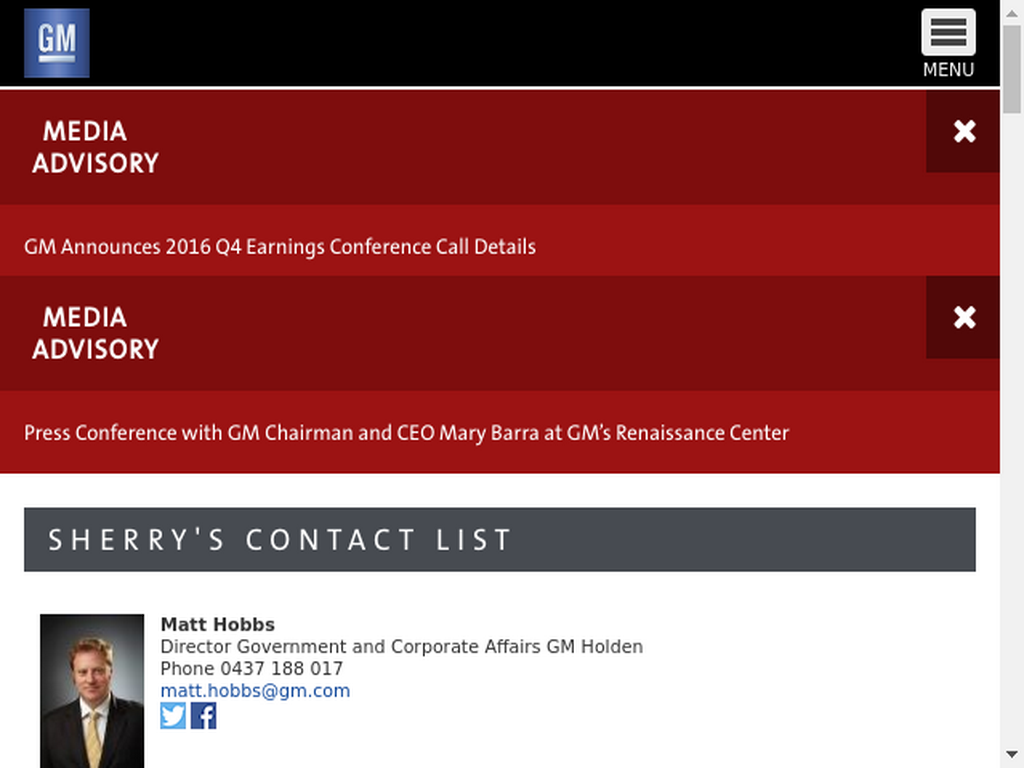 GM
MENU
MEDIA
ADVISORY
GM Announces 2016 Q4 Earnings Conference Call Details
MEDIA
ADVISORY
Press Conference with GM Chairman and CEO Mary Barra at GM’s Renaissance Center
SHERRY'S CONTACT LIST
Matt Hobbs
Director Government and Corporate Affairs GM Holden
Phone 0437 188 017
matt.hobbs@gm.com